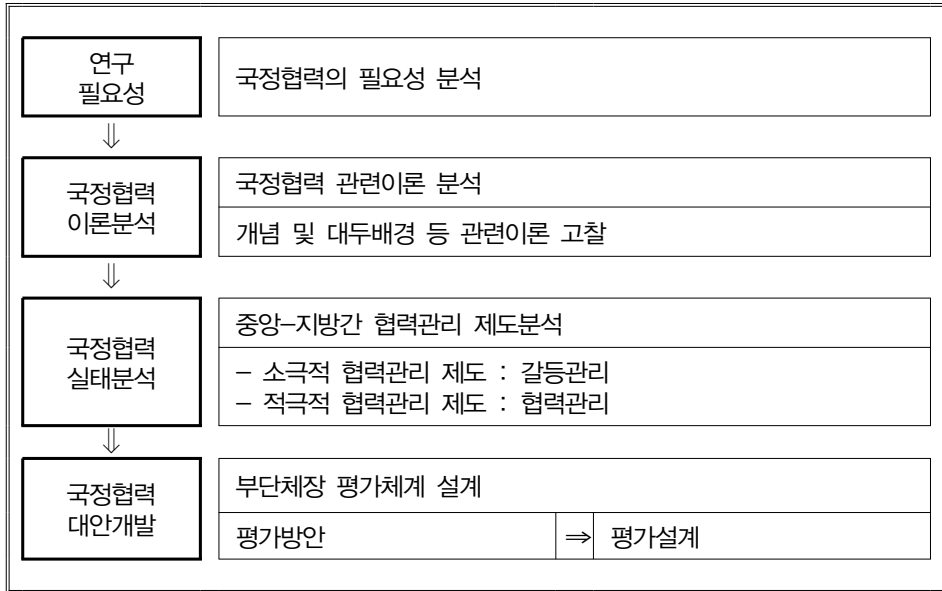 연구
필요성
국정협력의 필요성 분석
⇓
국정협력
이론분석
국정협력 관련이론 분석
개념 및 대두배경 등 관련이론 고찰
⇓
국정협력
실태분석
중앙-지방간 협력관리 제도분석
- 소극적 협력관리 제도 : 갈등관리
- 적극적 협력관리 제도 : 협력관리
⇓
국정협력
대안개발
부단체장 평가체계 설계
평가방안 ⇒ 평가설계